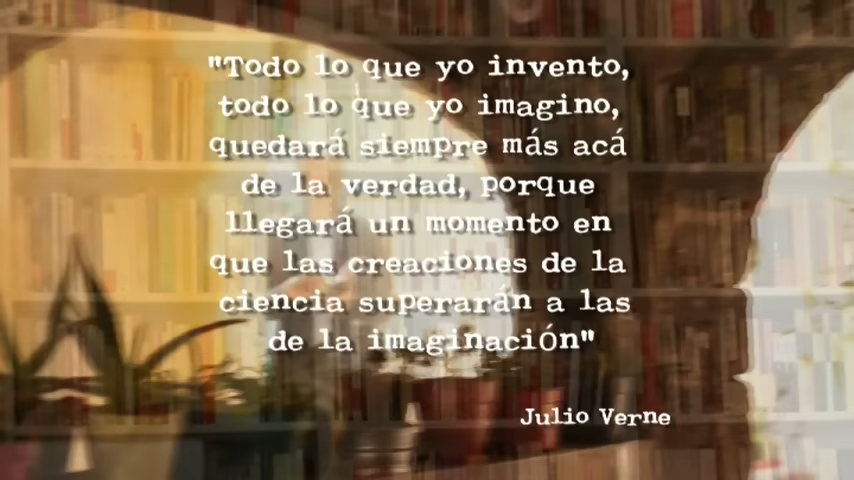 "Todo lo que yo invento,
todo lo que yo imagino,
quedará siempre más acá
de la verdad, porque
llegará un momento en
que las creaciones de la
ciencia superarán a las
de la imaginación"
Julio Verne